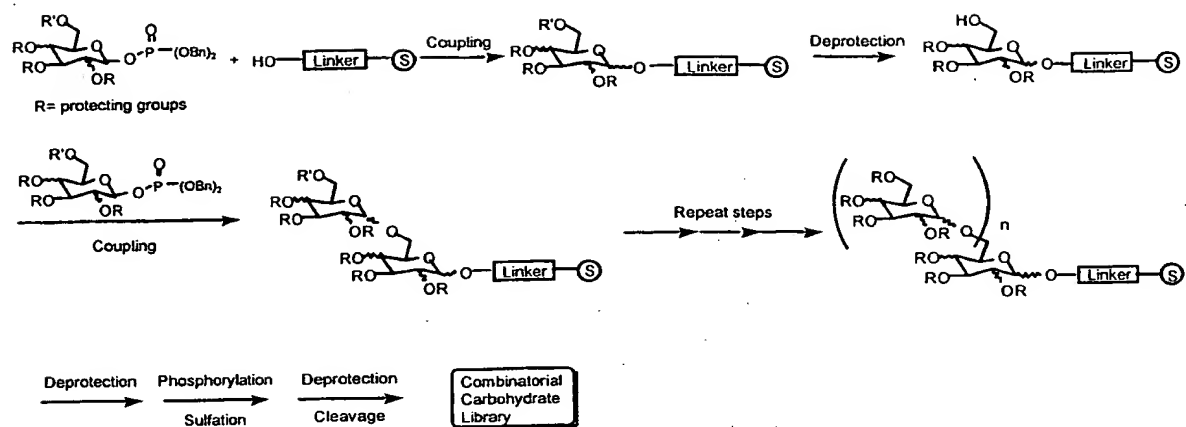 R'O
RO
RO
OR
O
O
O-P-(OBn)₂
+ HO Linker S
Coupling
R'O
RO
RO
OR
O
O Linker S
Deprotection
HO
RO
RO
OR
O
O Linker S
R= protecting groups
R'O
RO
RO
OR
O
O
O-P-(OBn)₂
Coupling
R'O
RO
RO
OR
O
O
RO
RO
OR
O
O Linker S
Repeat steps
RO
RO
RO
OR
O
O
n
RO
RO
OR
O
O Linker S
Deprotection
Phosphorylation
Sulfation
Deprotection
Cleavage
Combinatorial
Carbohydrate
Library